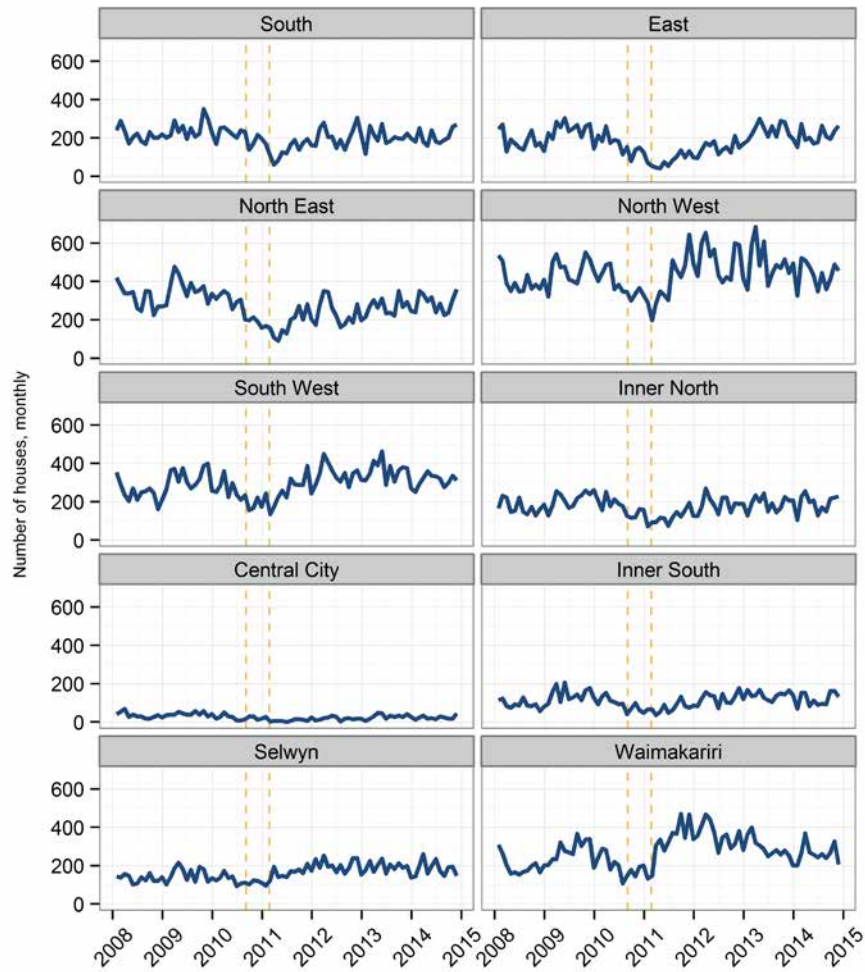 South
East
600
400
200
0
North East
North West
600
400
200
0
South West
Inner North
600
400
200
0
Central City
Inner South
600
400
200
0
Selwyn
Waimakariri
600
400
200
0
2008 2009 2010 2011 2012 2013 2014 2015
2008 2009 2010 2011 2012 2013 2014 2015
Number of houses, monthly